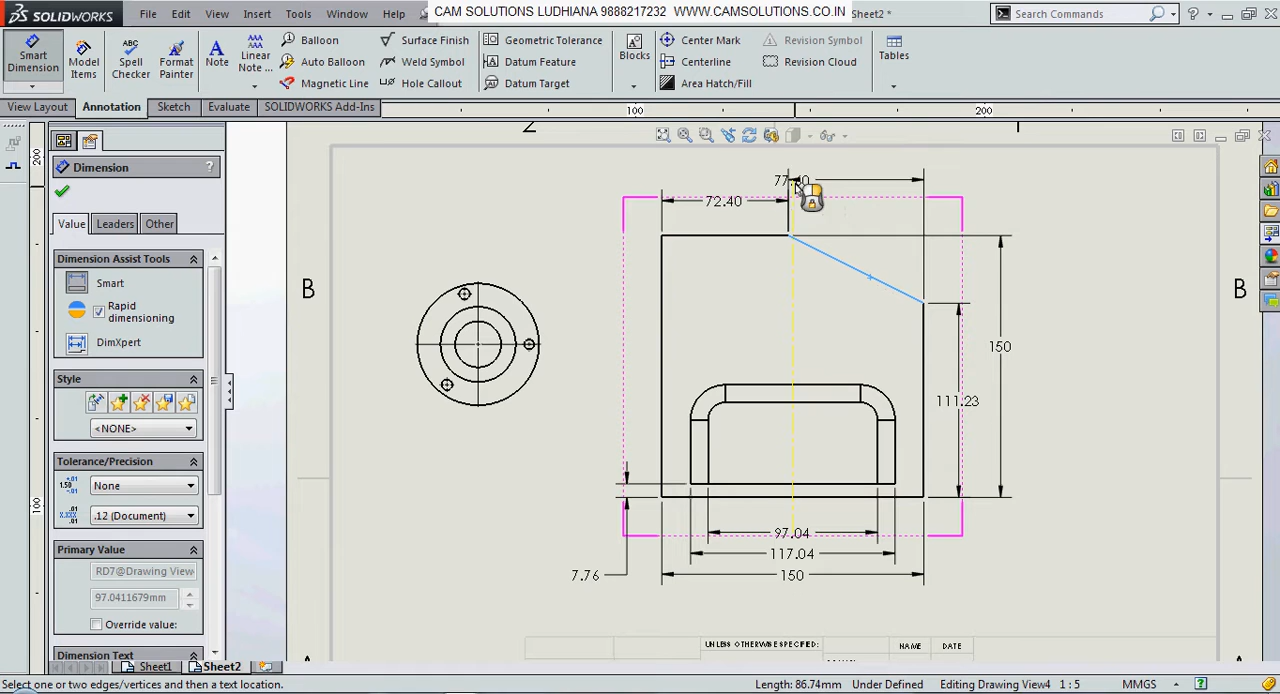 SOLIDWORKS File Edit View Insert Tools Window Help CAM SOLUTIONS LUDHIANA 9888217232 WWW.CAMSOLUTIONS.CO.IN Sheet2 * Search Commands
Smart Dimension
Model Items
Spell Checker
Format Painter
Note
Linear Note ...
Balloon
Auto Balloon
Magnetic Line
Surface Finish
Weld Symbol
Hole Callout
Geometric Tolerance
Datum Feature
Datum Target
Blocks
Center Mark
Centerline
Area Hatch/Fill
Revision Symbol
Revision Cloud
Tables
View Layout Annotation Sketch Evaluate SOLIDWORKS Add-Ins
100 200
200
100
Dimension ?
Value Leaders Other
Dimension Assist Tools
Smart
Rapid dimensioning
DimXpert
Style
<NONE>
Tolerance/Precision
None
.12 (Document)
Primary Value
RD7@Drawing View
97.0411679mm
Override value:
Dimension Text
72.40
150
111.23
97.04
117.04
7.76
150
B
B
UNLESS OTHERWISE SPECIFIED:
NAME DATE
Sheet1 Sheet2
Select one or two edges/vertices and then a text location. Length: 86.74mm Under Defined Editing Drawing View4 1 : 5 MMGS